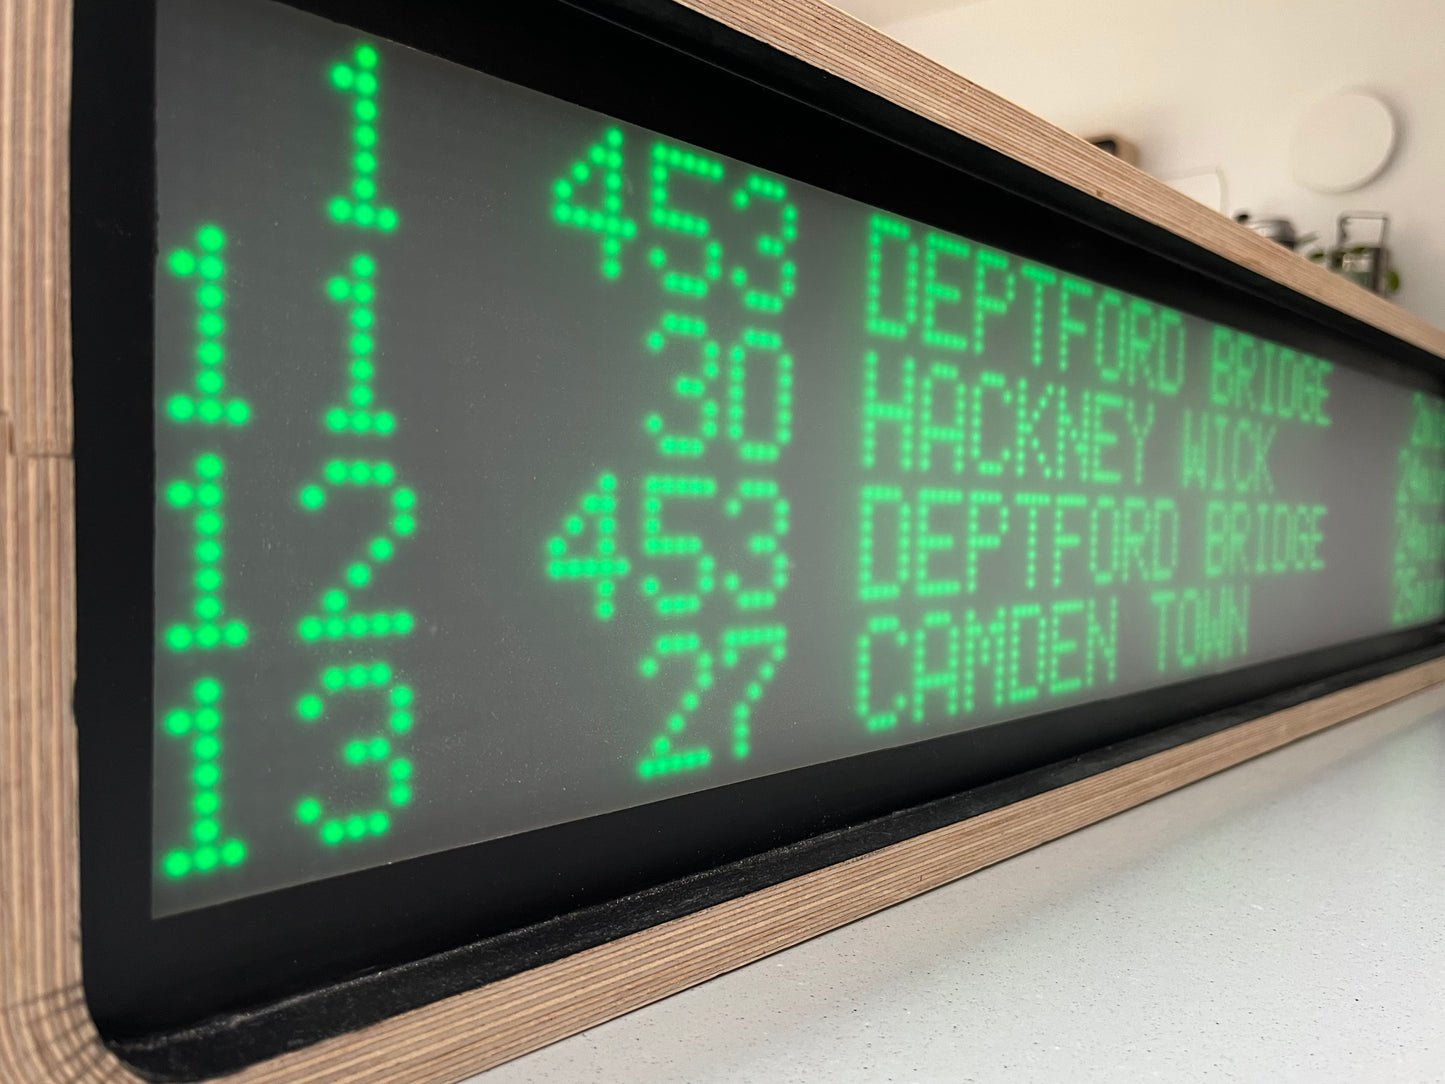 1 453 DEPTFORD BRIDGE
11 30 HACKNEY WICK
12 453 DEPTFORD BRIDGE
13 27 CAMDEN TOWN